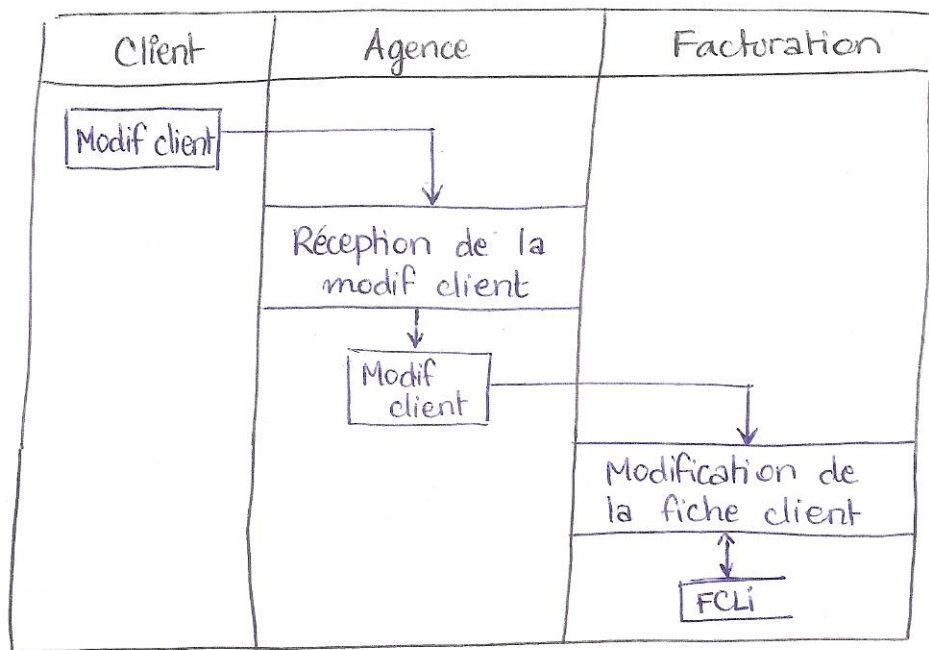 Client
Agence
Facturation
Modif client
Réception de la
modif client
Modif
client
Modification de
la fiche client
FCLi